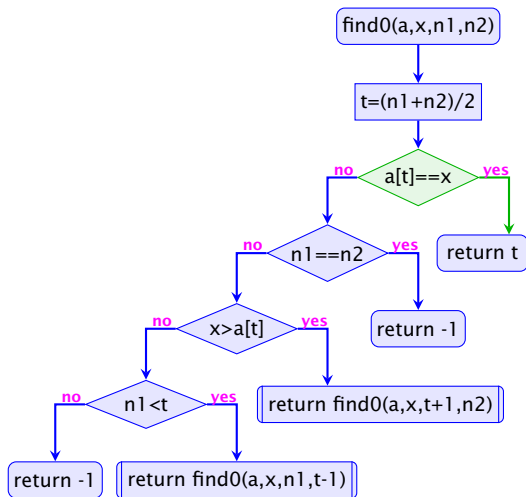 find0(a,x,n1,n2)
t=(n1+n2)/2
no
yes
a[t]==x
no
yes
n1==n2
return t
no
yes
x>a[t]
return -1
no
yes
n1<t
return find0(a,x,t+1,n2)
return -1
return find0(a,x,n1,t-1)